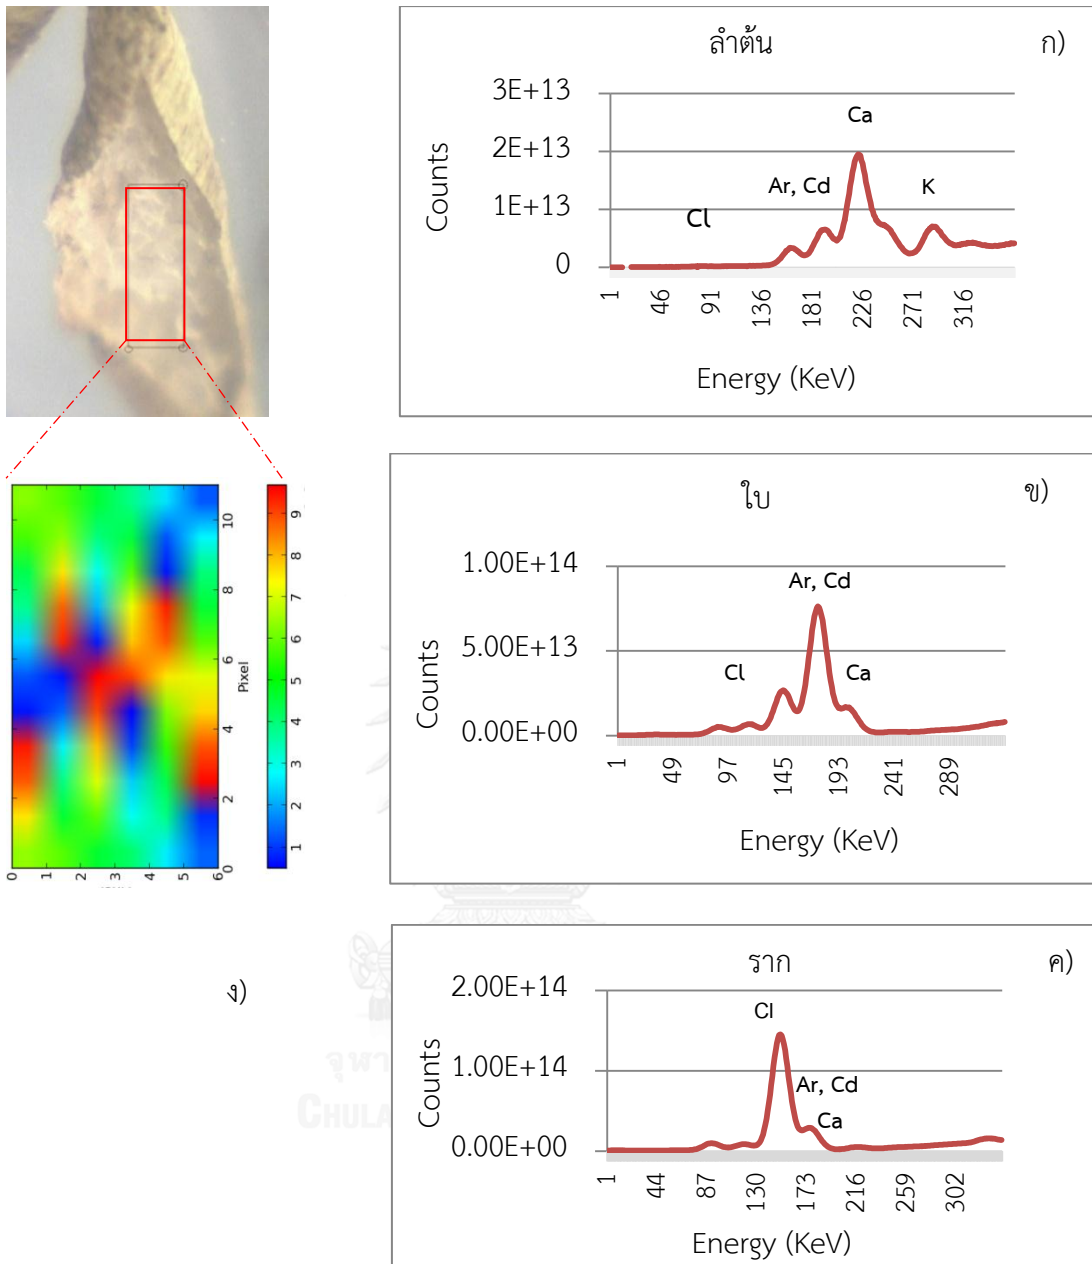 ลำต้น
ก)
3E+13
2E+13
1E+13
0
Counts
Ca
Ar, Cd
K
Cl
1
46
91
136
181
226
271
316
Energy (KeV)
ใบ
ข)
1.00E+14
5.00E+13
0.00E+00
Counts
Ar, Cd
Cl
Ca
1
49
97
145
193
241
289
Energy (KeV)
10
8
6
4
2
0
Pixel
0
1
2
3
4
5
6
9
8
7
6
5
4
3
2
1
ง)
ราก
ค)
2.00E+14
1.00E+14
0.00E+00
Counts
Cl
Ar, Cd
Ca
1
44
87
130
173
216
259
302
Energy (KeV)
จุฬา
CHULA